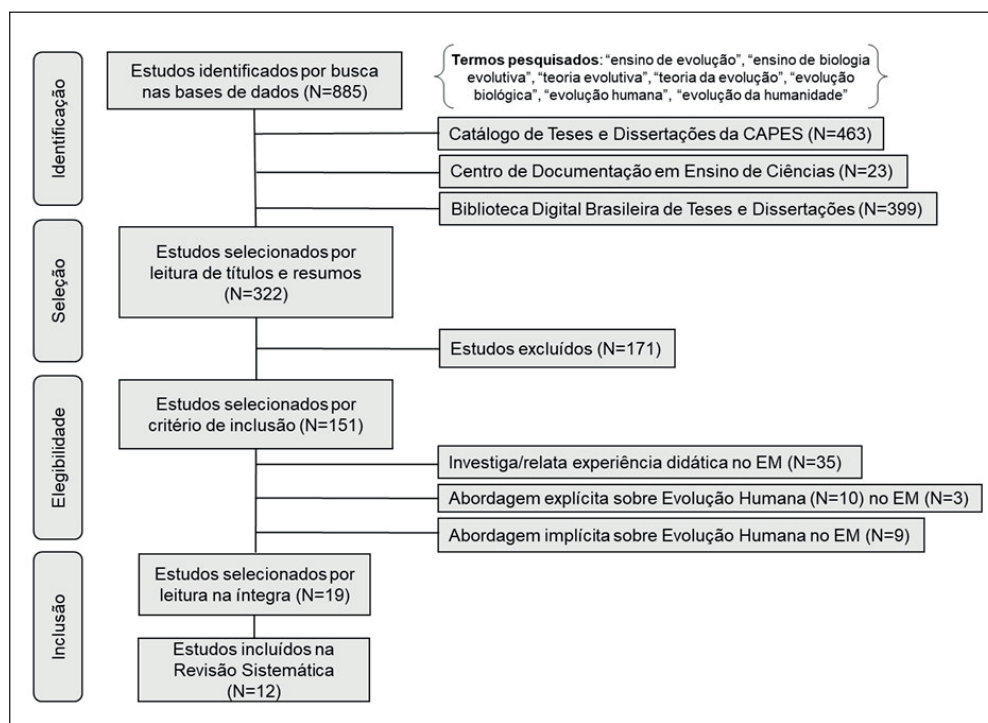 Identificação
Estudos identificados por busca
nas bases de dados (N=885)
Termos pesquisados: “ensino de evolução”, “ensino de biologia
evolutiva”, “teoria evolutiva”, “teoria da evolução”, “evolução
biológica”, “evolução humana”, “evolução da humanidade”
Catálogo de Teses e Dissertações da CAPES (N=463)
Centro de Documentação em Ensino de Ciências (N=23)
Biblioteca Digital Brasileira de Teses e Dissertações (N=399)
Seleção
Estudos selecionados por
leitura de títulos e resumos
(N=322)
Estudos excluídos (N=171)
Elegibilidade
Estudos selecionados por
critério de inclusão (N=151)
Investiga/relata experiência didática no EM (N=35)
Abordagem explícita sobre Evolução Humana (N=10) no EM (N=3)
Abordagem implícita sobre Evolução Humana no EM (N=9)
Inclusão
Estudos selecionados por
leitura na íntegra (N=19)
Estudos incluídos na
Revisão Sistemática
(N=12)